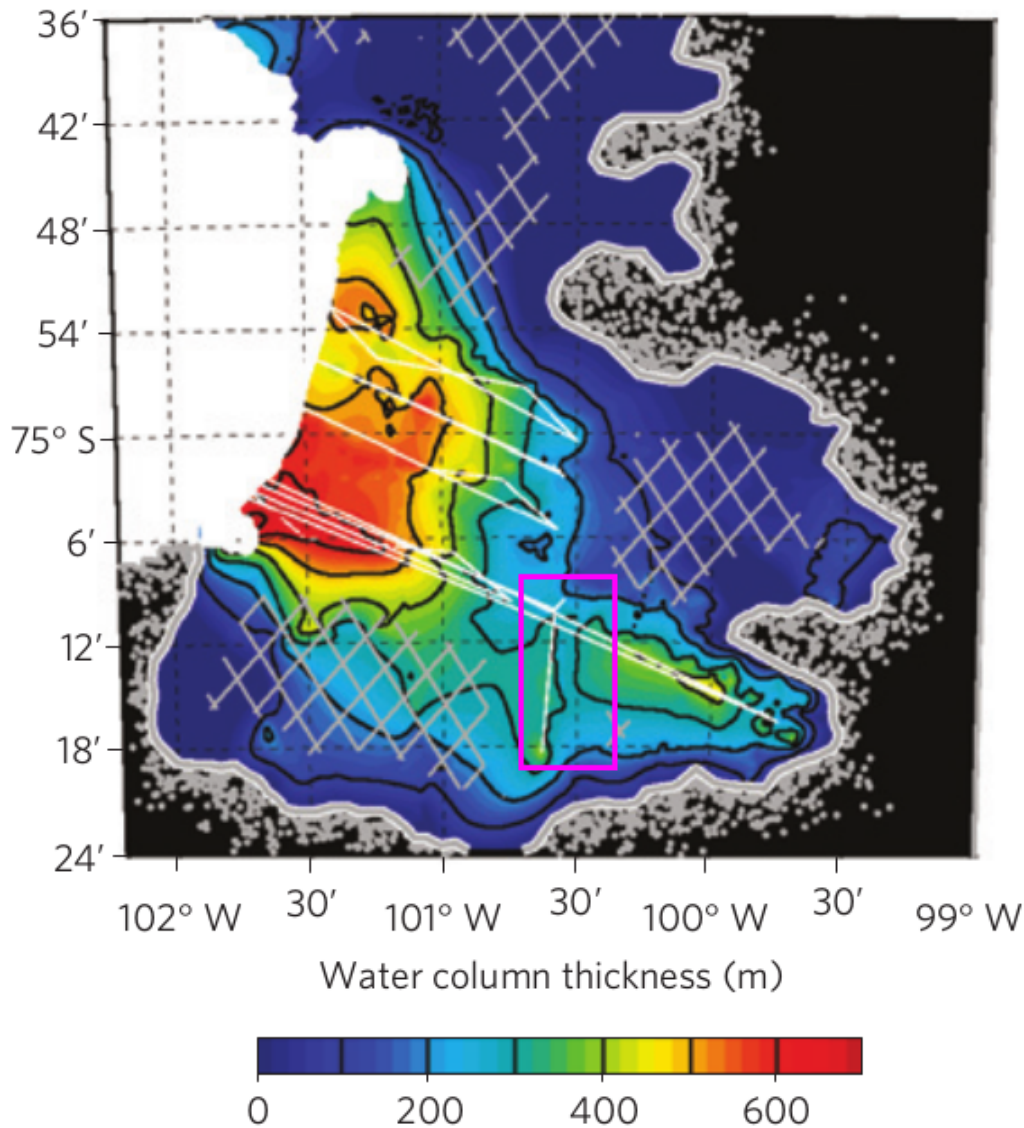 36′
42′
48′
54′
75° S
6′
12′
18′
24′
102° W 30′ 101° W 30′ 100° W 30′ 99° W
Water column thickness (m)
0 200 400 600